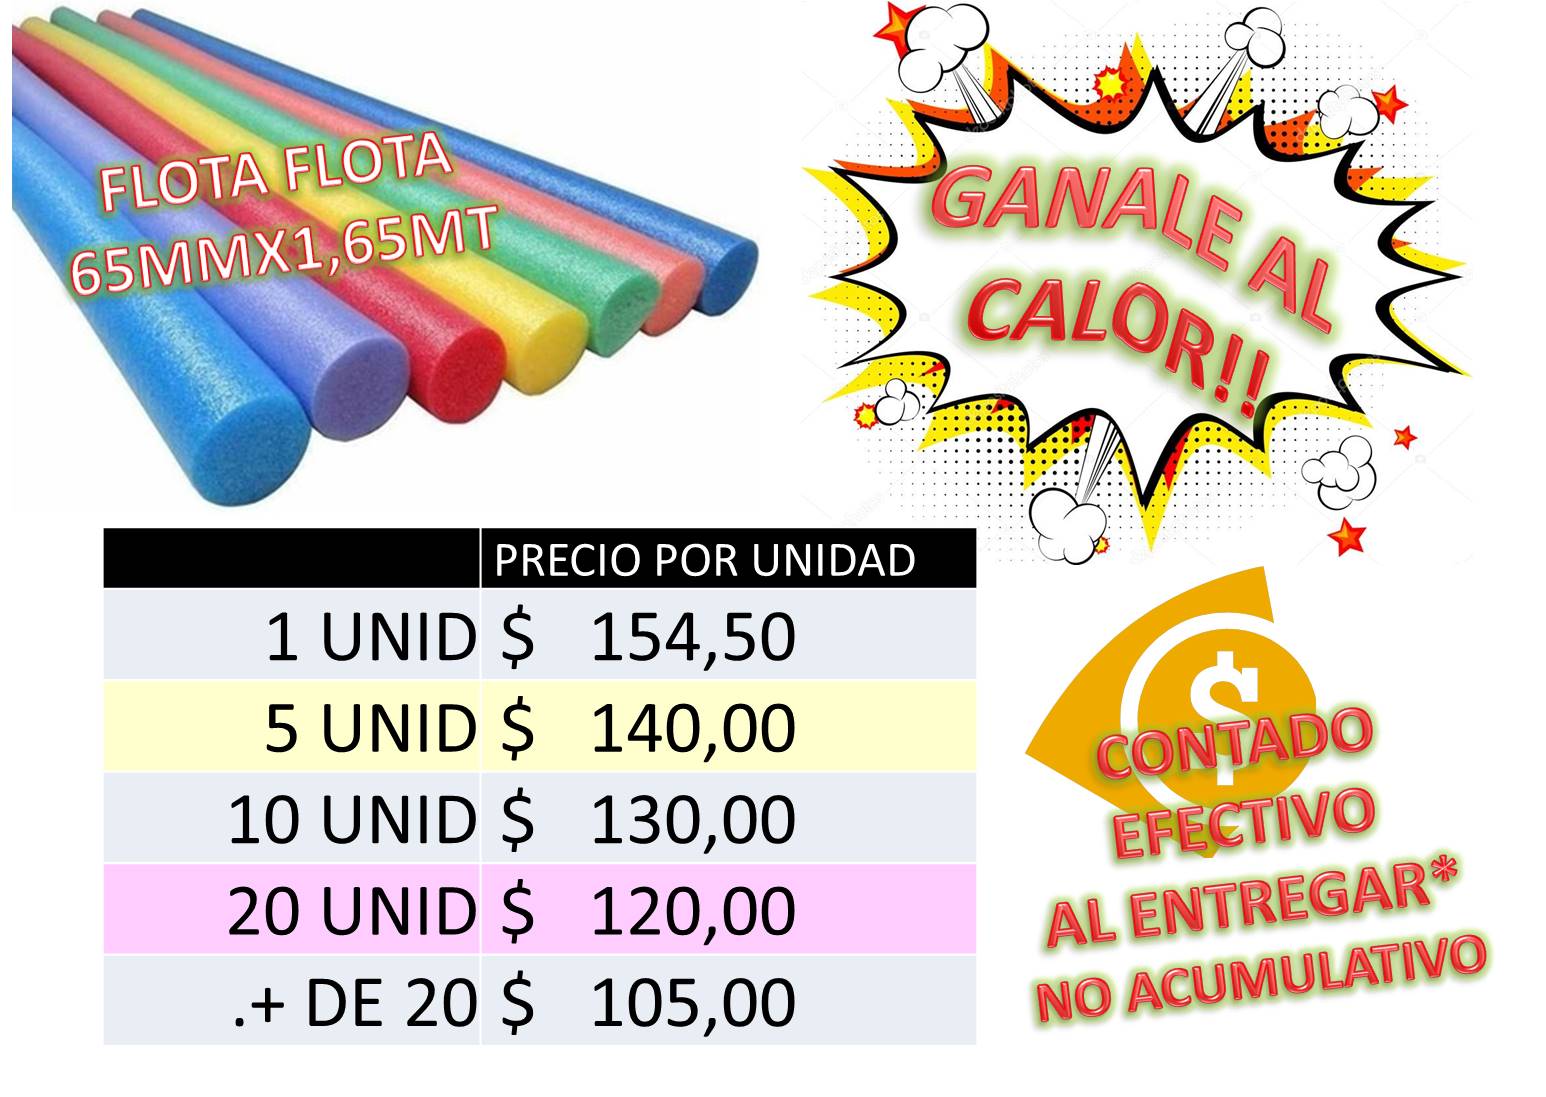 FLOTA FLOTA
65MMX1,65MT
GANALE AL
CALOR!!
PRECIO POR UNIDAD
1 UNID $ 154,50
5 UNID $ 140,00
10 UNID $ 130,00
20 UNID $ 120,00
.+ DE 20 $ 105,00
$
CONTADO
EFECTIVO
AL ENTREGAR*
NO ACUMULATIVO